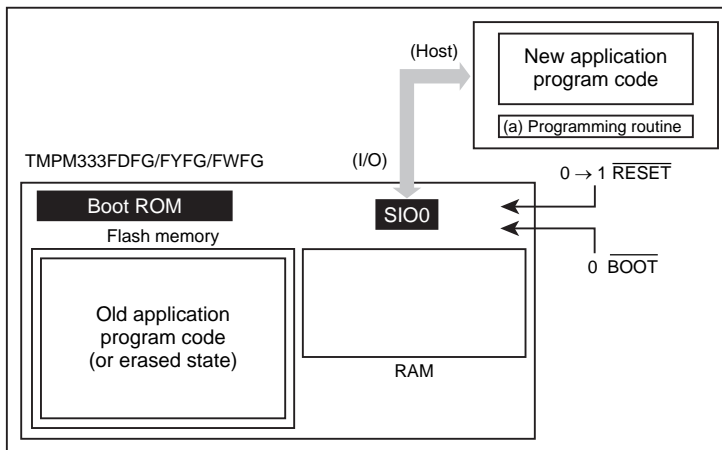 (Host)
New application
program code
(a) Programming routine
TMPM333FDFG/FYFG/FWFG
(I/O)
0 → 1 RESET
Boot ROM
SIO0
Flash memory
0 BOOT
Old application
program code
(or erased state)
RAM